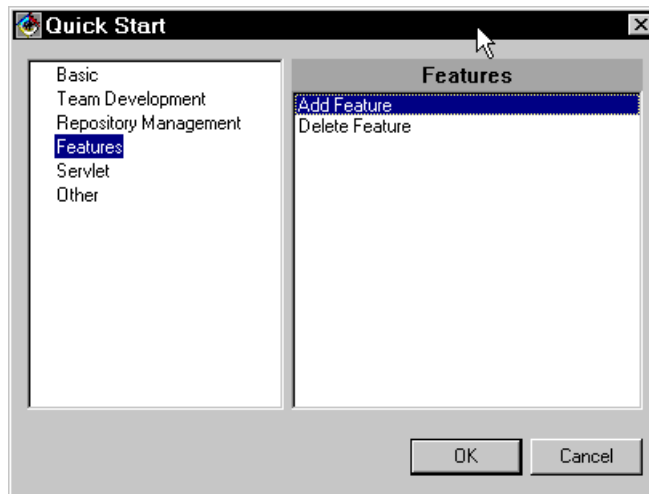 Quick Start
Basic
Team Development
Repository Management
Features
Servlet
Other
Features
Add Feature
Delete Feature
OK
Cancel